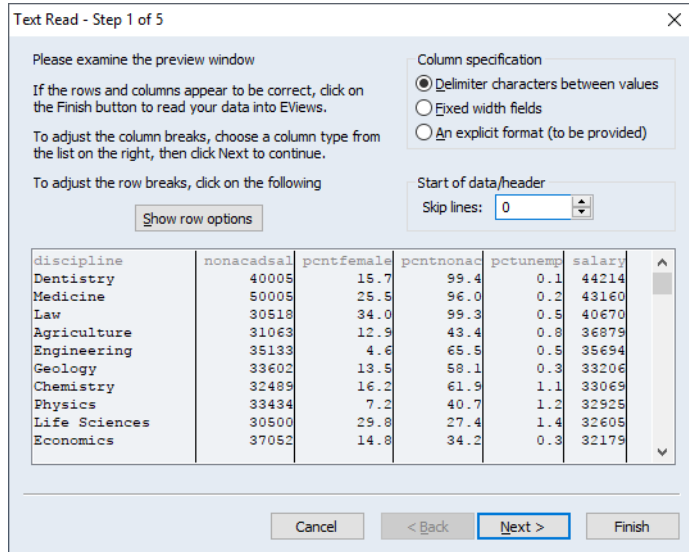 Text Read - Step 1 of 5
Please examine the preview window
If the rows and columns appear to be correct, click on
the Finish button to read your data into EViews.
To adjust the column breaks, choose a column type from
the list on the right, then click Next to continue.
To adjust the row breaks, click on the following
Show row options
Column specification
Delimiter characters between values
Fixed width fields
An explicit format (to be provided)
Start of data/header
Skip lines: 0
discipline nonacadsal pcntfemale pcntnonac pctunemp salary
Dentistry 40005 15.7 99.4 0.1 44214
Medicine 50005 25.5 96.0 0.2 43160
Law 30518 34.0 99.3 0.5 40670
Agriculture 31063 12.9 43.4 0.8 36879
Engineering 35133 4.6 65.5 0.5 35694
Geology 33602 13.5 58.1 0.3 33206
Chemistry 32489 16.2 61.9 1.1 33069
Physics 33434 7.2 40.7 1.2 32925
Life Sciences 30500 29.8 27.4 1.4 32605
Economics 37052 14.8 34.2 0.3 32179
Cancel < Back Next > Finish